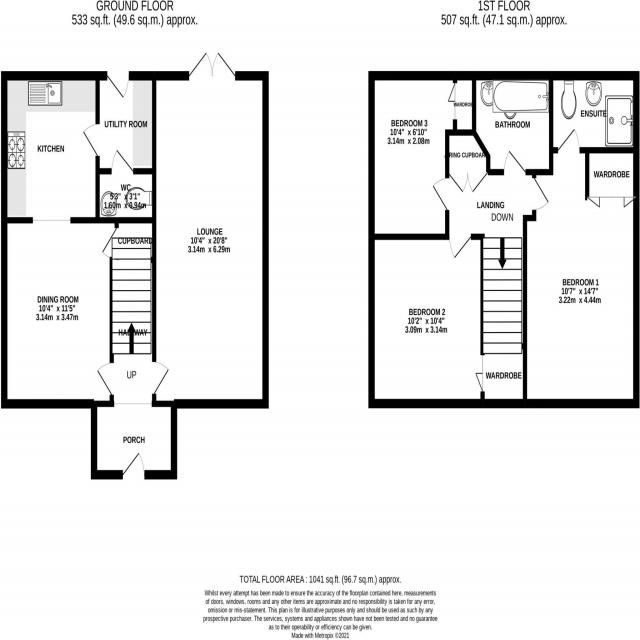 GROUND FLOOR
533 sq.ft. (49.6 sq.m.) approx.
1ST FLOOR
507 sq.ft. (47.1 sq.m.) approx.
KITCHEN
UTILITY ROOM
WC
5'3" x 3'1"
1.60m x 0.94m
CUPBOARD
LOUNGE
10'4" x 20'8"
3.14m x 6.29m
DINING ROOM
10'4" x 11'5"
3.14m x 3.47m
HALLWAY
UP
PORCH
BEDROOM 3
10'4" x 6'10"
3.14m x 2.08m
WARDROBE
BATHROOM
ENSUITE
CUPBOARD
WARDROBE
LANDING
DOWN
BEDROOM 1
10'7" x 14'7"
3.22m x 4.44m
BEDROOM 2
10'2" x 10'4"
3.09m x 3.14m
WARDROBE
TOTAL FLOOR AREA : 1041 sq.ft. (96.7 sq.m.) approx.
Whilst every attempt has been made to ensure the accuracy of the floorplan contained here, measurements
of doors, windows, rooms and any other items are approximate and no responsibility is taken for any error,
omission or mis-statement. This plan is for illustrative purposes only and should be used as such by any
prospective purchaser. The services, systems and appliances shown have not been tested and no guarantee
as to their operability or efficiency can be given.
Made with Metropix ©2021